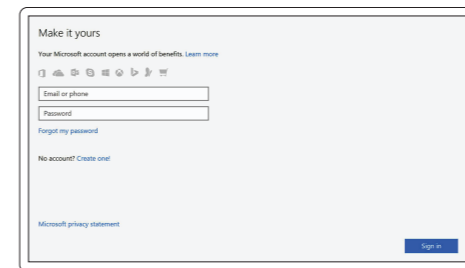 Make it yours
Your Microsoft account opens a world of benefits. Learn more
Email or phone
Password
Forgot my password
No account? Create one!
Microsoft privacy statement
Sign in